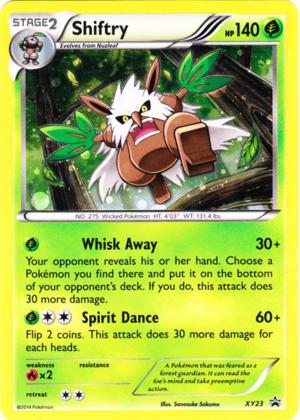 STAGE2
Shiftry
HP 140
Evolves from Nuzleaf
NO. 275 Wicked Pokémon HT. 4'03" WT. 131.4 lbs.
Whisk Away 30+
Your opponent reveals his or her hand. Choose a
Pokémon you find there and put it on the bottom
of your opponent's deck. If you do, this attack does
30 more damage.
Spirit Dance 60+
Flip 2 coins. This attack does 30 more damage for
each heads.
weakness resistance
×2
retreat
A Pokémon that was feared as a
forest guardian. It can read the
foe's mind and take preemptive
action.
Illus. Sanosuke Sakuma
XY23
PROMO
©2014 Pokémon